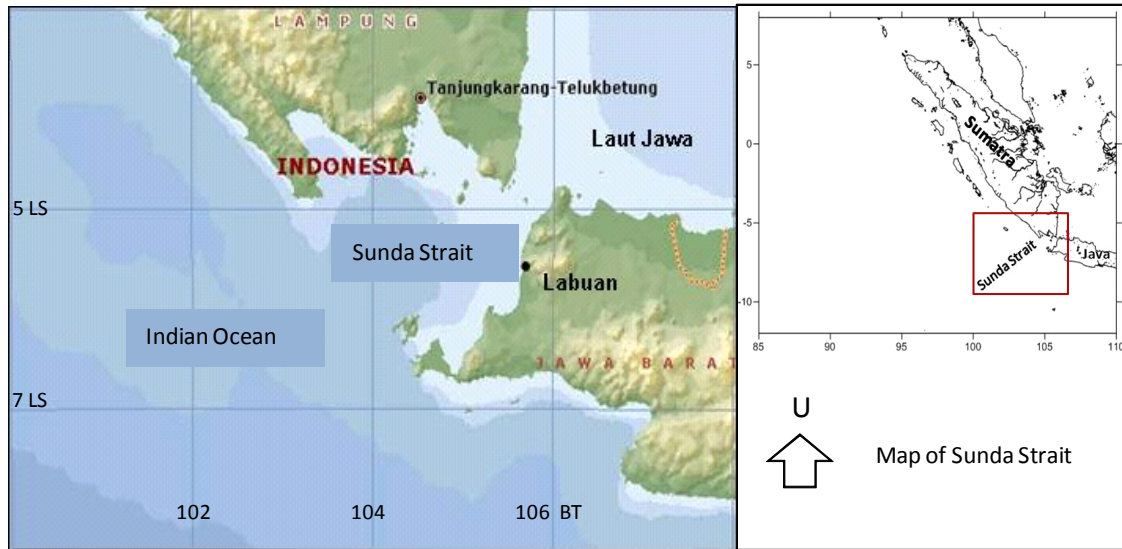 LAMPUNG
Tanjungkarang-Telukbetung
Laut Jawa
INDONESIA
5 LS
Sunda Strait
Labuan
Indian Ocean
JAWA BARAT
7 LS
102
104
106 BT
5
0
-5
-10
85
90
95
100
105
110
Sumatra
Sunda Strait
Java
U
Map of Sunda Strait